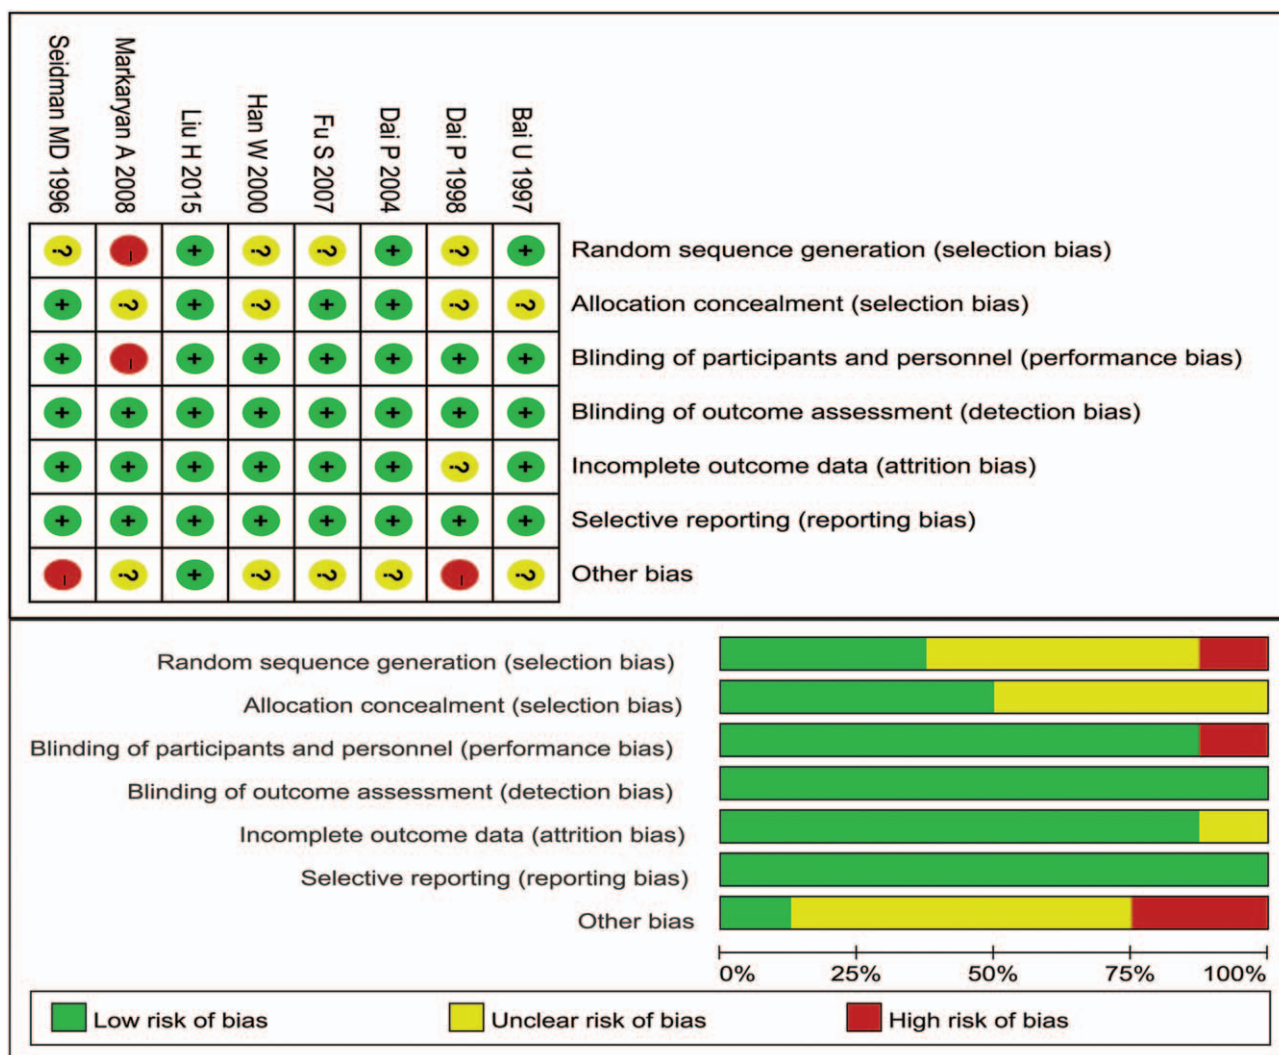 Seidman MD 1996
Markaryan A 2008
Liu H 2015
Han W 2000
Fu S 2007
Dai P 2004
Dai P 1998
Bai U 1997
? - + ? ? + ? + Random sequence generation (selection bias)
+ ? + ? + + ? ? Allocation concealment (selection bias)
+ - + + + + + + Blinding of participants and personnel (performance bias)
+ + + + + + + + Blinding of outcome assessment (detection bias)
+ + + + + + ? + Incomplete outcome data (attrition bias)
+ + + + + + + + Selective reporting (reporting bias)
- ? + ? ? ? - ? Other bias
Random sequence generation (selection bias)
Allocation concealment (selection bias)
Blinding of participants and personnel (performance bias)
Blinding of outcome assessment (detection bias)
Incomplete outcome data (attrition bias)
Selective reporting (reporting bias)
Other bias
0% 25% 50% 75% 100%
Low risk of bias Unclear risk of bias High risk of bias